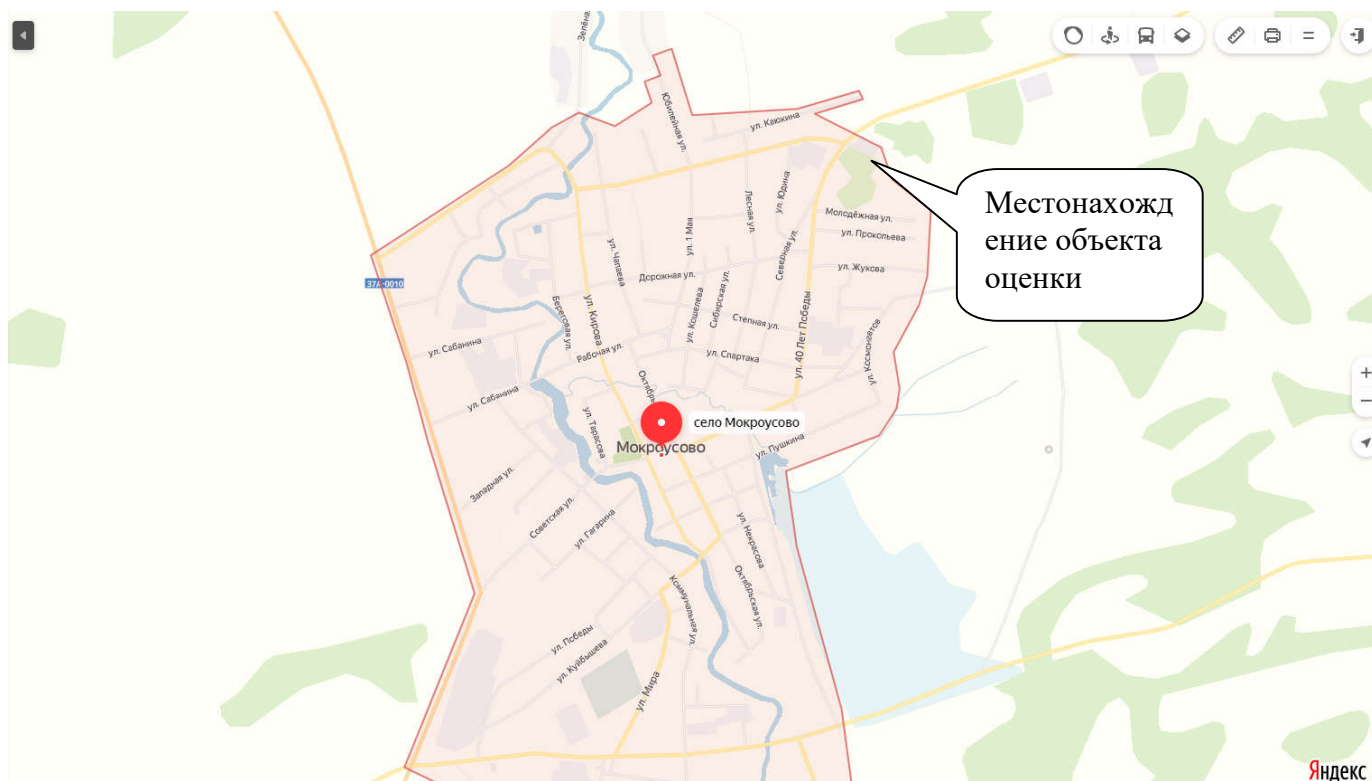 Зелёная
Юбилейная ул.
ул. Каюкина
ул. Юдина
Лесная ул.
Молодёжная ул.
ул. Прокопьева
Северная ул.
ул. 1 Мая
ул. Чапаева
Дорожная ул.
ул. Жукова
37А-0010
Местонахожд
ение объекта
оценки
Береговая ул.
ул. Кирова
ул. Кошелева
Сибирская ул.
Степная ул.
ул. 40 Лет Победы
ул. Космонавтов
ул. Сабанина
Рабочая ул.
ул. Спартака
ул. Сабанина
Октябрь
ул. Тарасова
село Мокроусово
Мокроусово
ул. Пушкина
Западная ул.
Советская ул.
ул. Гагарина
ул. Некрасова
Октябрьская ул.
Коммунальная ул.
ул. Победы
ул. Куйбышева
ул. Мира
Яндекс